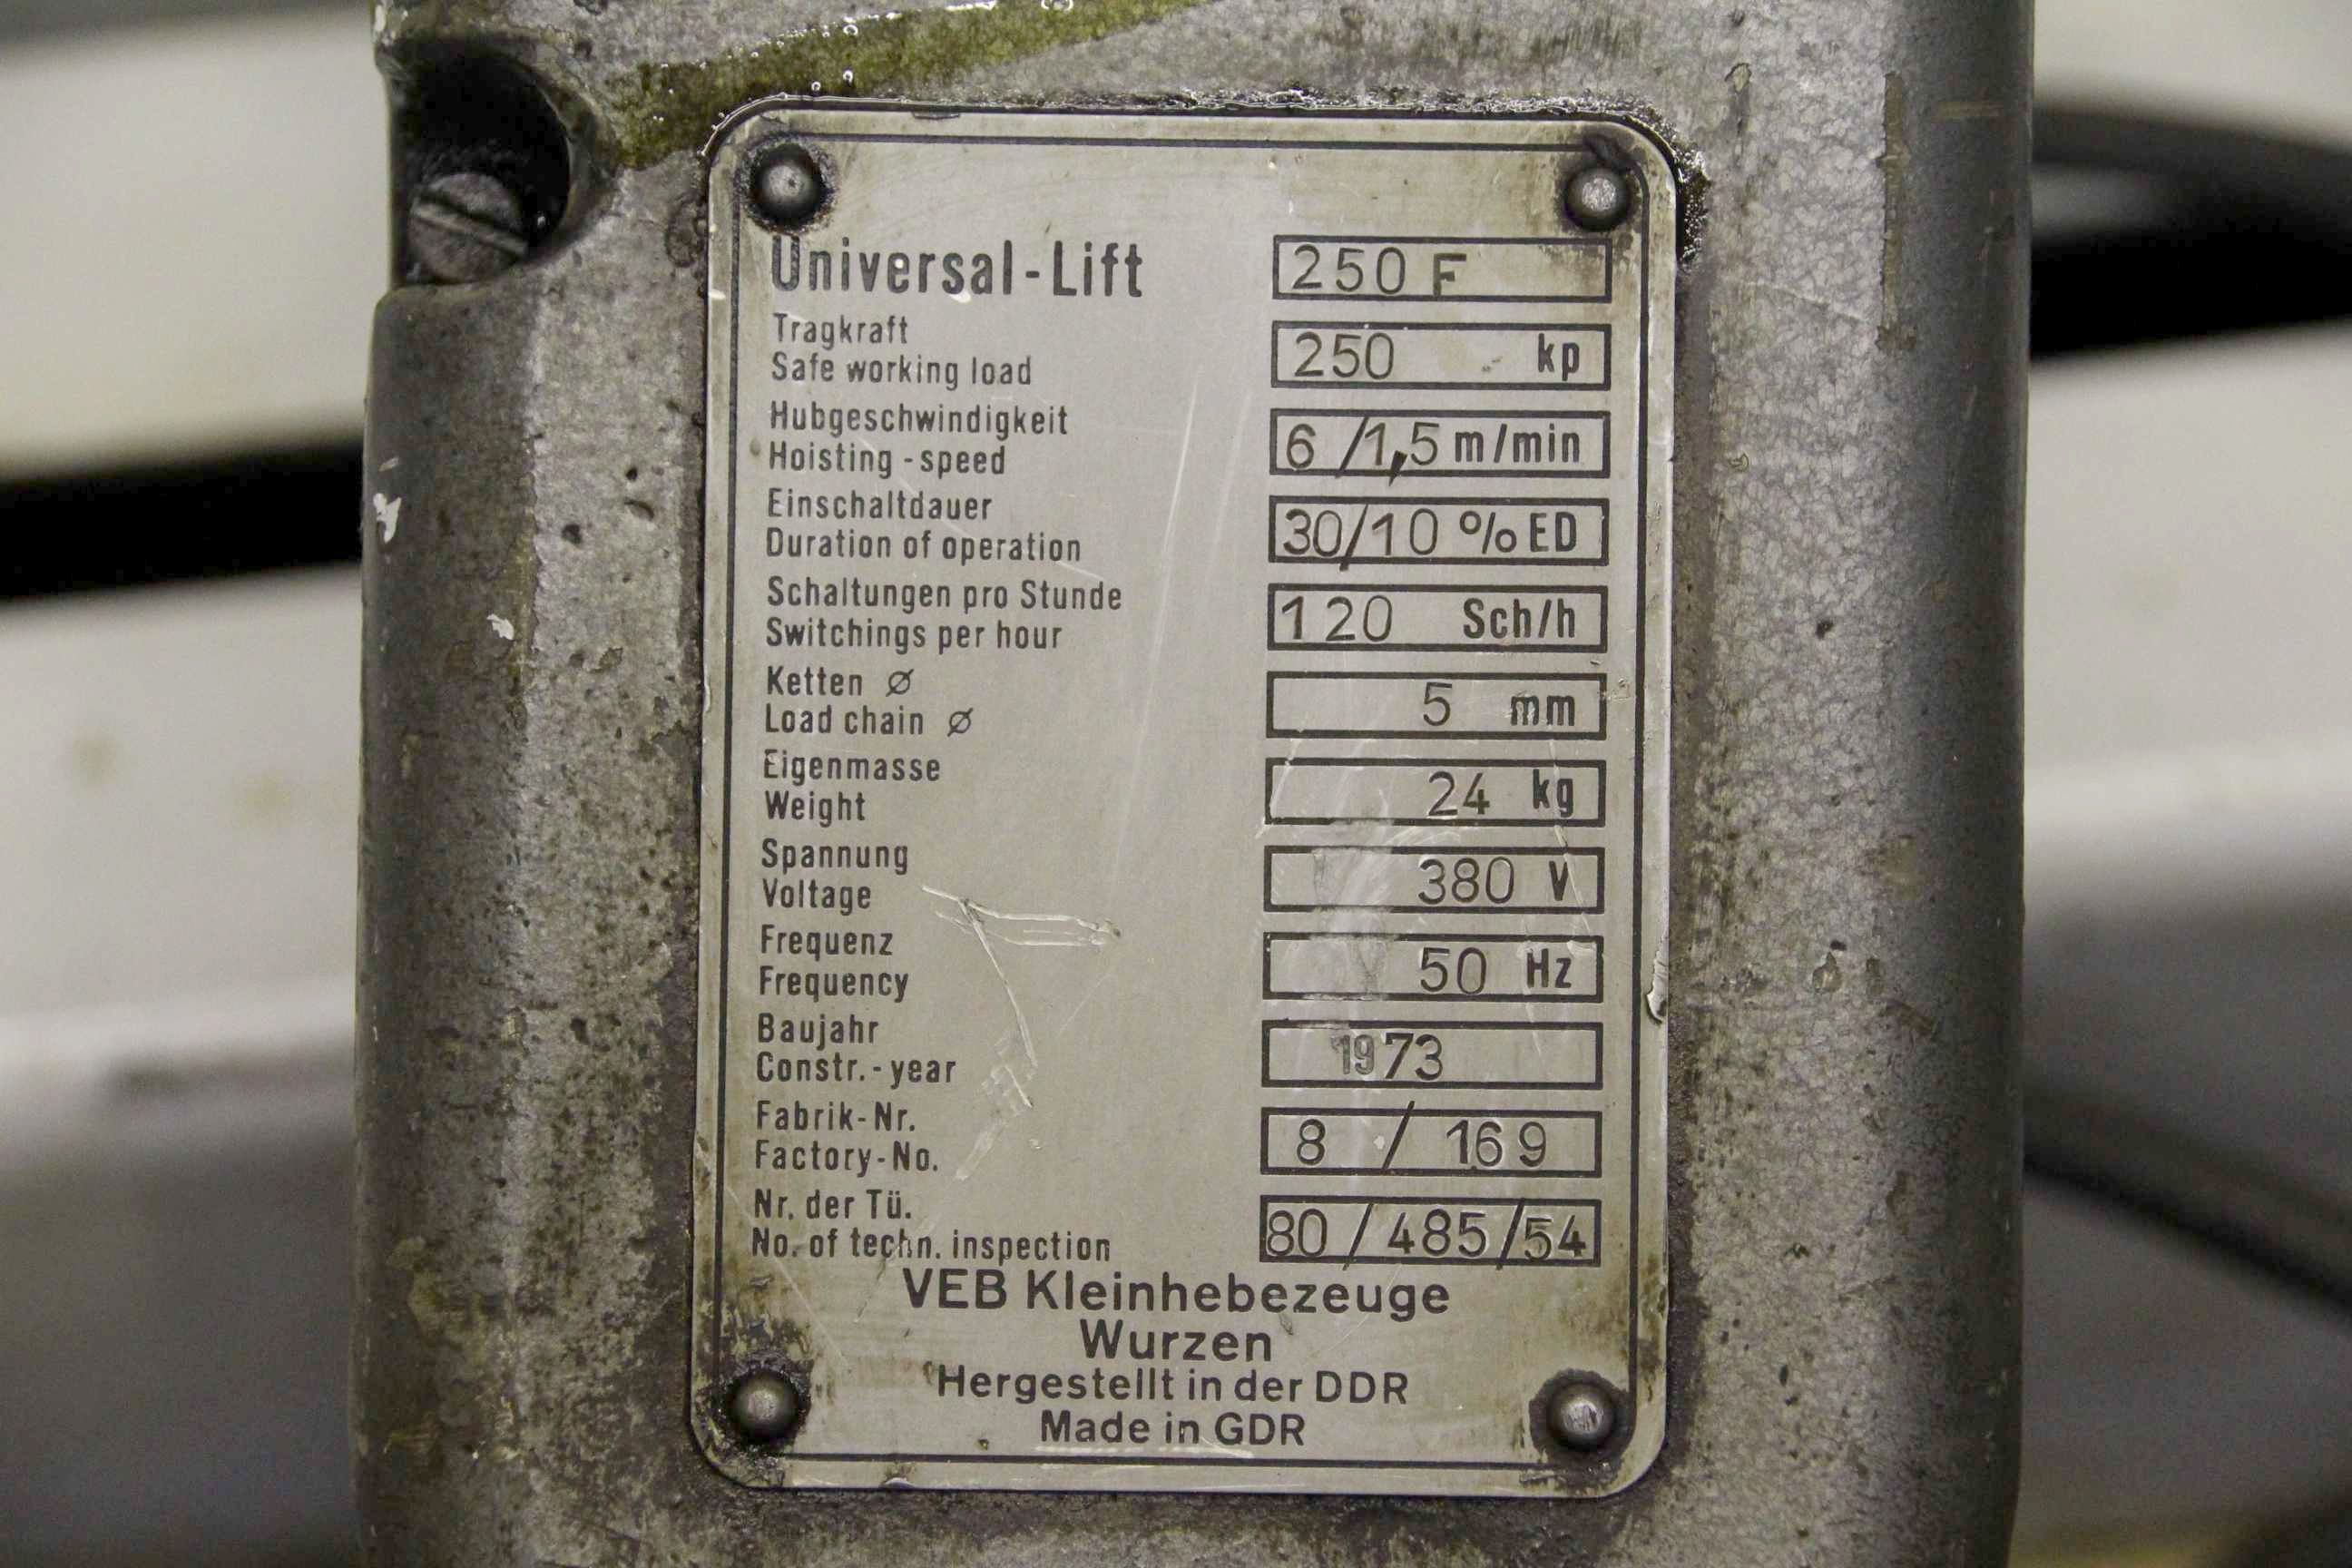 Universal-Lift 250 F
Tragkraft
Safe working load 250 kp
Hubgeschwindigkeit
Hoisting-speed 6/1,5 m/min
Einschaltdauer
Duration of operation 30/10 % ED
Schaltungen pro Stunde
Switchings per hour 120 Sch/h
Ketten ∅
Load chain ∅ 5 mm
Eigenmasse
Weight 24 kg
Spannung
Voltage 380 V
Frequenz
Frequency 50 Hz
Baujahr
Constr.-year 1973
Fabrik-Nr.
Factory-No. 8 / 169
Nr. der Tü.
No. of techn. inspection 80/485/54
VEB Kleinhebezeuge
Wurzen
Hergestellt in der DDR
Made in GDR